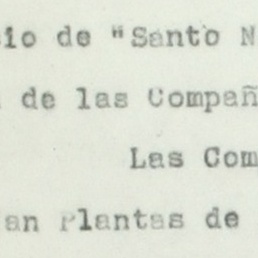 io de "Santo N
de las Compañ
Las Com
an Plantas de